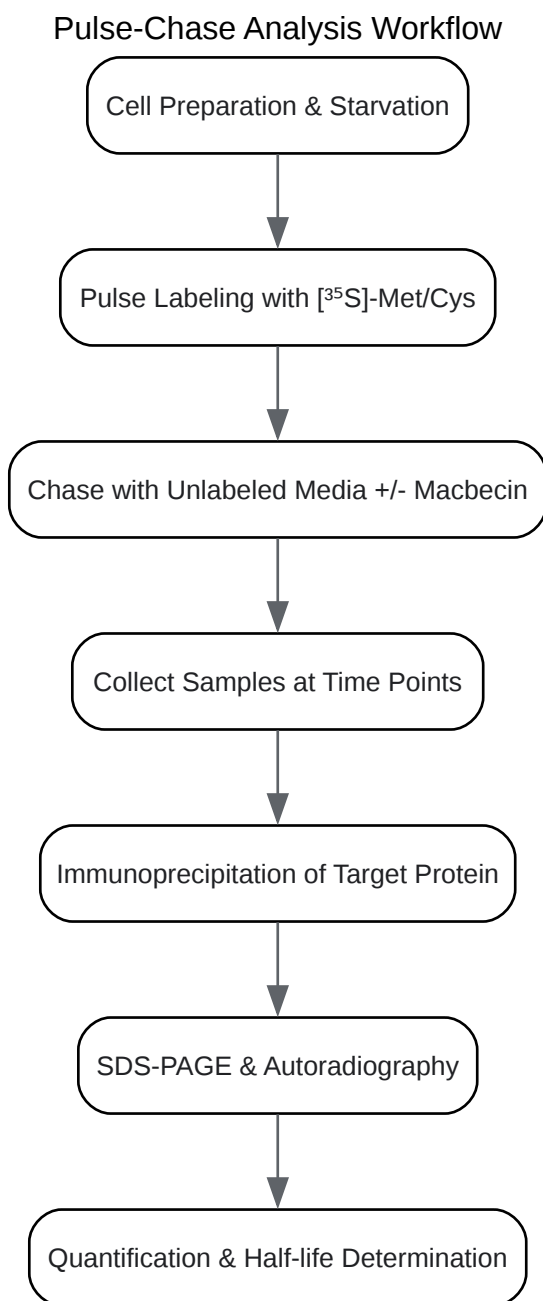 Pulse-Chase Analysis Workflow
Cell Preparation & Starvation
Pulse Labeling with [³⁵S]-Met/Cys
Chase with Unlabeled Media +/- Macbecin
Collect Samples at Time Points
Immunoprecipitation of Target Protein
SDS-PAGE & Autoradiography
Quantification & Half-life Determination